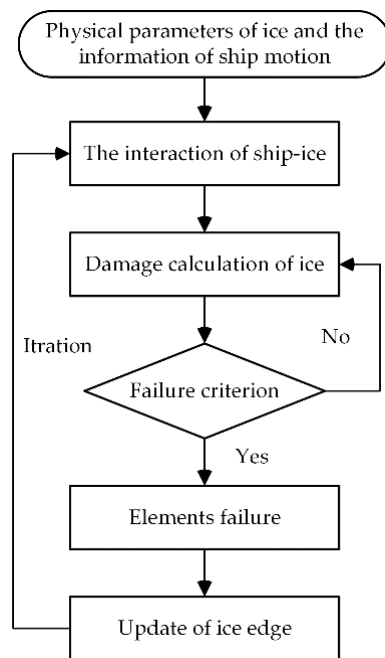 Physical parameters of ice and the
information of ship motion
The interaction of ship-ice
Damage calculation of ice
Itration
No
Failure criterion
Yes
Elements failure
Update of ice edge